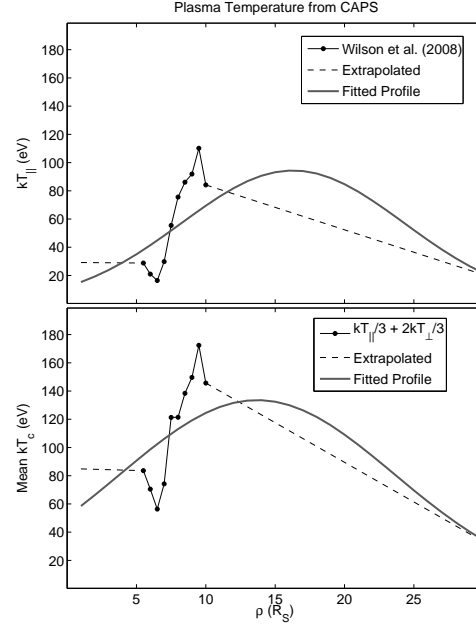 Plasma Temperature from CAPS
180
160
140
120
100
80
60
40
20
kT|| (eV)
Wilson et al. (2008)
Extrapolated
Fitted Profile
180
160
140
120
100
80
60
40
20
Mean kTc (eV)
kT||/3 + 2kT⊥/3
Extrapolated
Fitted Profile
5 10 15 20 25
ρ (RS)